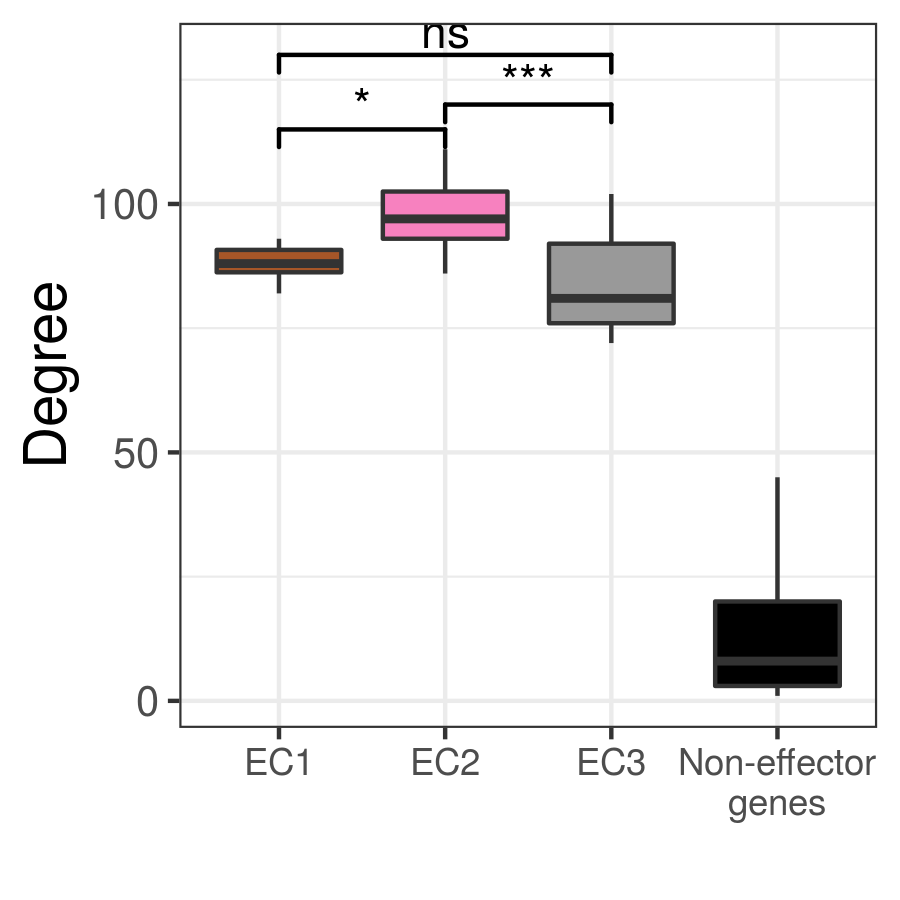 ns
***
*
100
50
0
Degree
EC1
EC2
EC3
Non-effector
genes